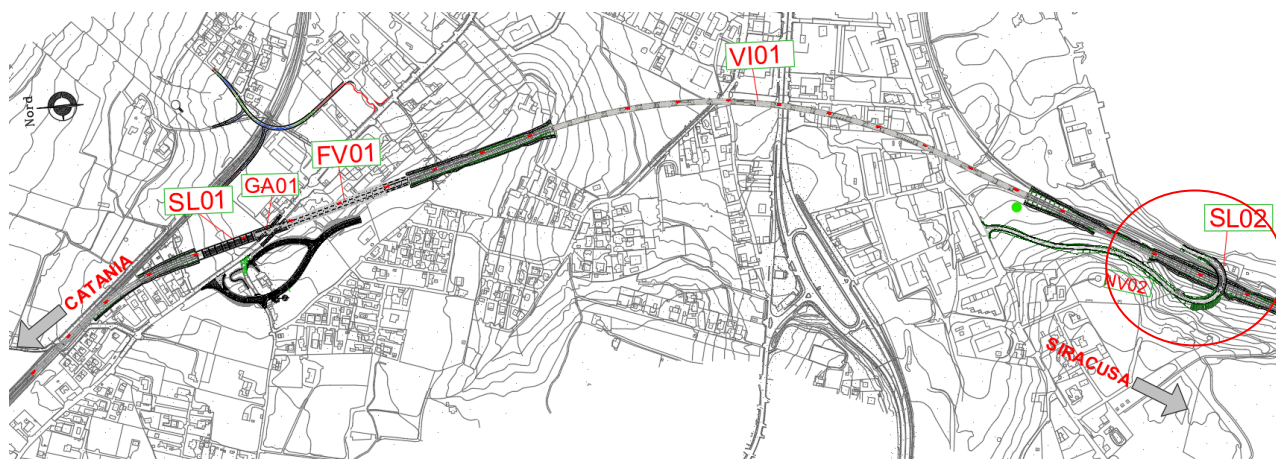 Nord
CATANIA
SL01
GA01
FV01
VI01
SL02
NV02
SIRACUSA